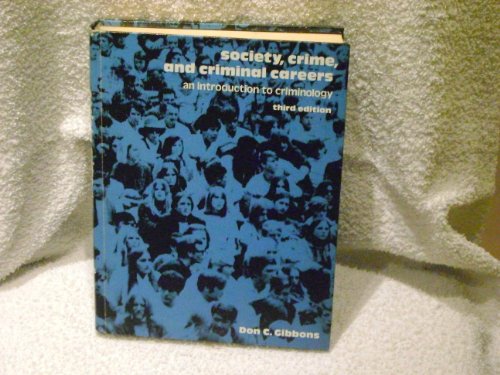 society, crime,
and criminal careers
an introduction to criminology
third edition
Don C. Gibbons